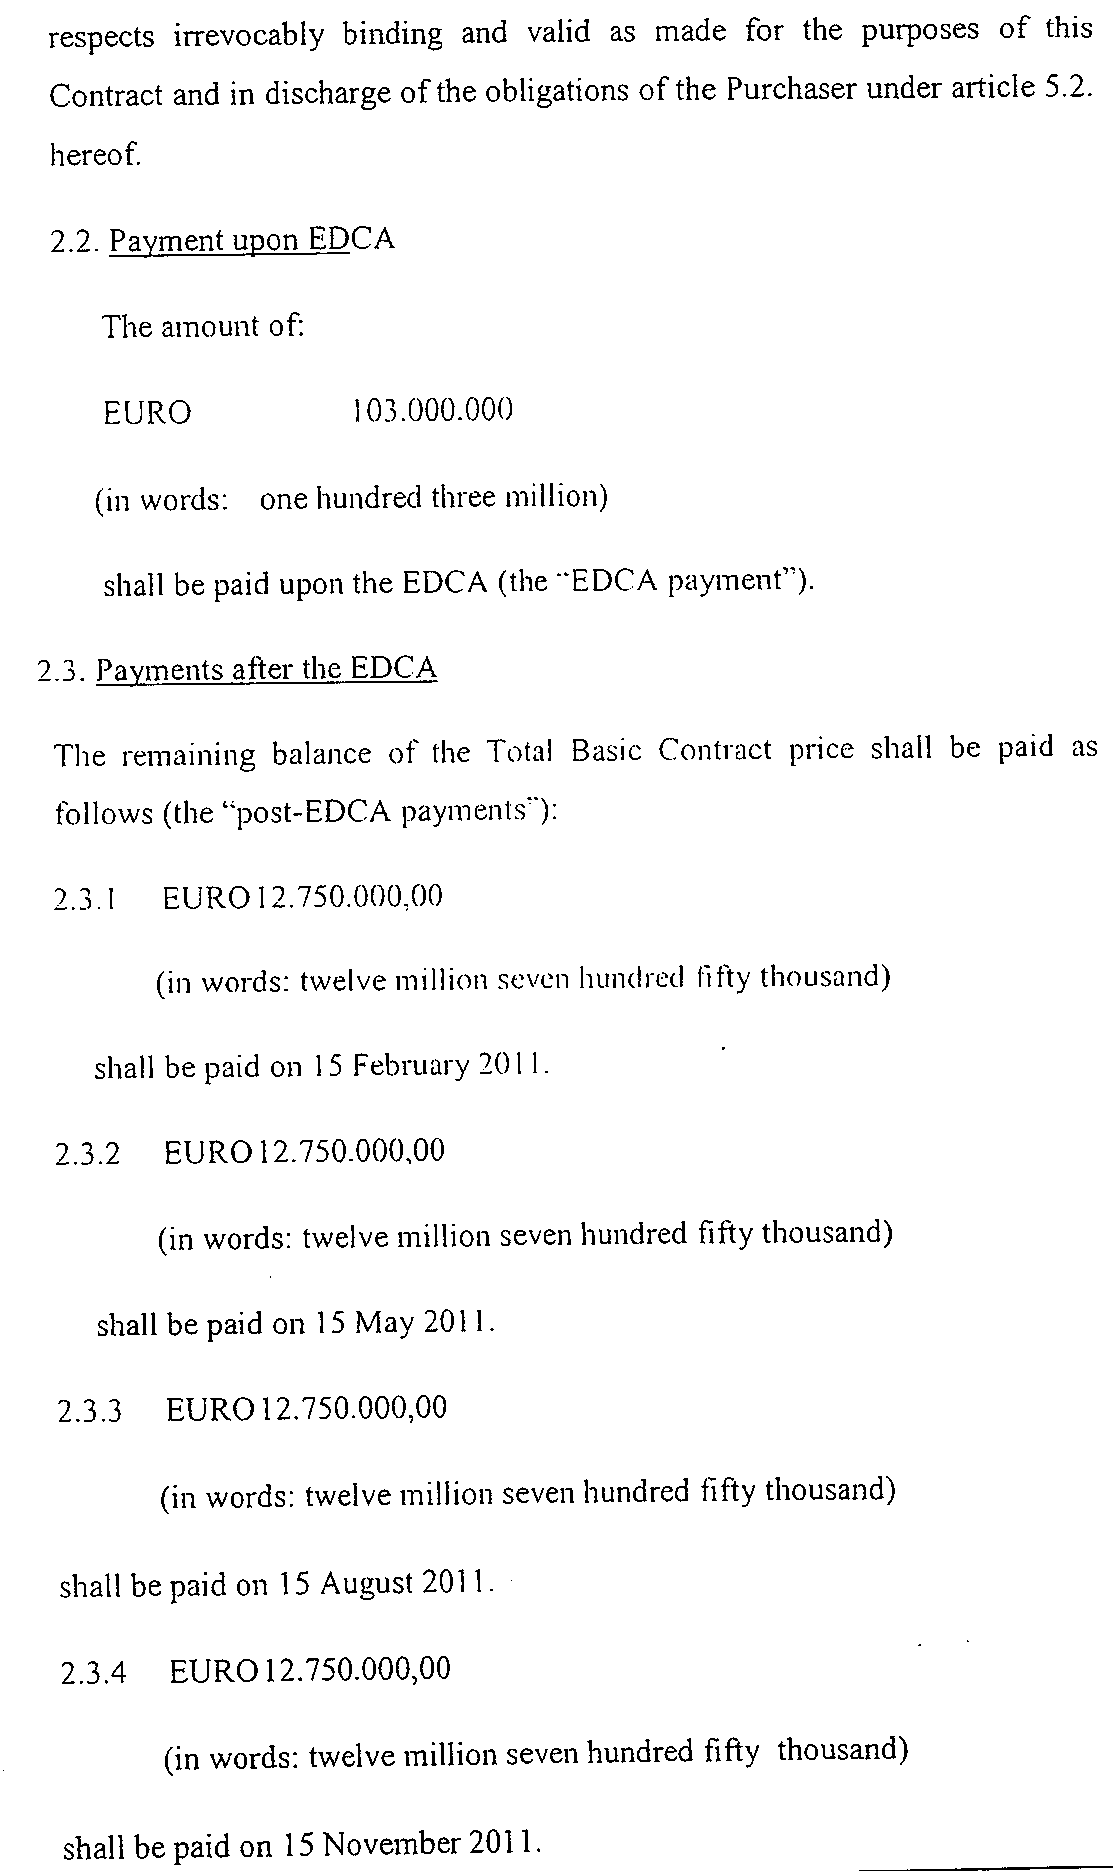 respects irrevocably binding and valid as made for the purposes of this
Contract and in discharge of the obligations of the Purchaser under article 5.2.
hereof.
2.2. Payment upon EDCA
The amount of:
EURO 103.000.000
(in words: one hundred three million)
shall be paid upon the EDCA (the “EDCA payment”).
2.3. Payments after the EDCA
The remaining balance of the Total Basic Contract price shall be paid as
follows (the “post-EDCA payments”):
2.3.1 EURO 12.750.000,00
(in words: twelve million seven hundred fifty thousand)
shall be paid on 15 February 2011.
2.3.2 EURO 12.750.000,00
(in words: twelve million seven hundred fifty thousand)
shall be paid on 15 May 2011.
2.3.3 EURO 12.750.000,00
(in words: twelve million seven hundred fifty thousand)
shall be paid on 15 August 2011.
2.3.4 EURO 12.750.000,00
(in words: twelve million seven hundred fifty thousand)
shall be paid on 15 November 2011.